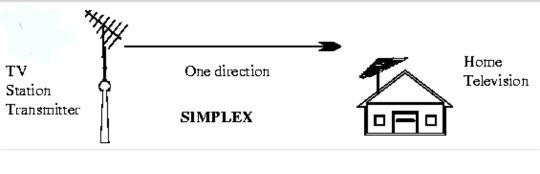 TV
Station
Transmitter
One direction
SIMPLEX
Home
Television